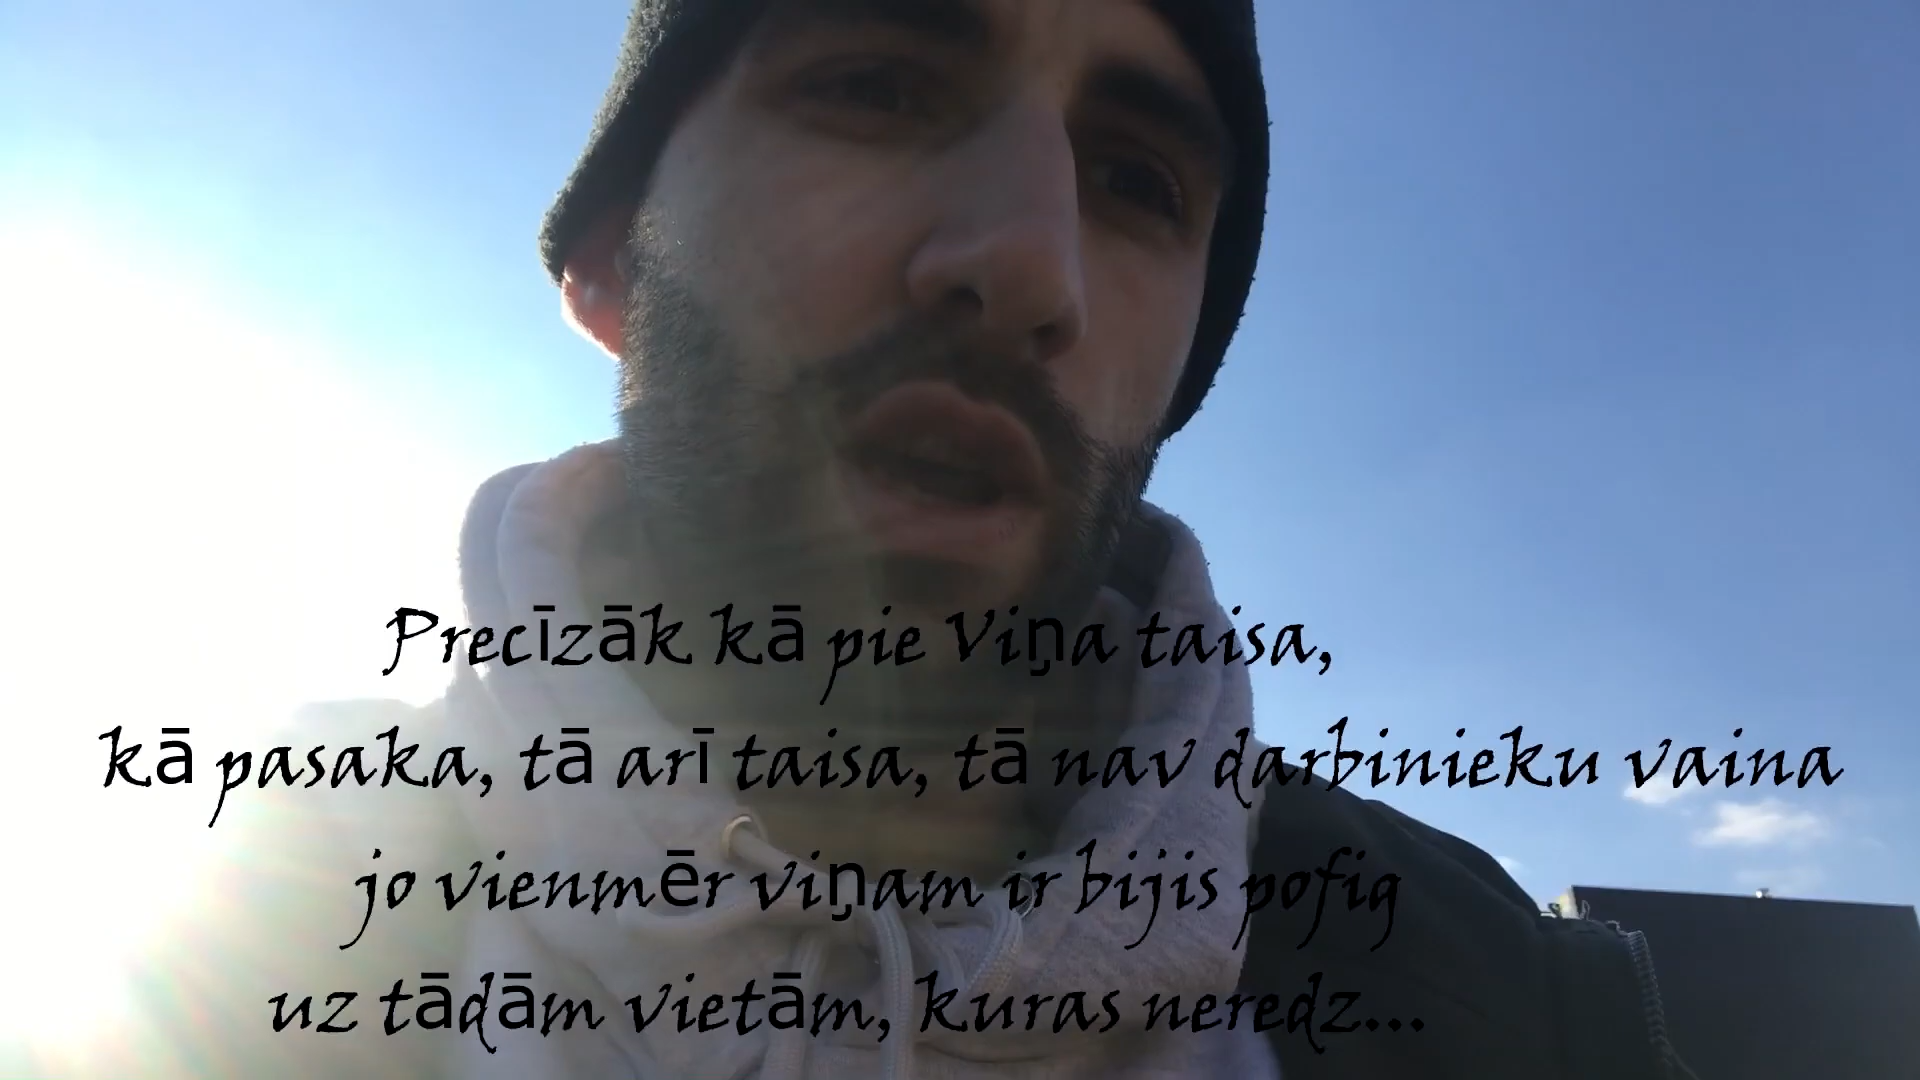 Precīzāk kā pie Viņa taisa,
kā pasaka, tā arī taisa, tā nav darbinieku vaina
jo vienmēr viņam ir bijis pofig
uz tādām vietām, kuras neredz...